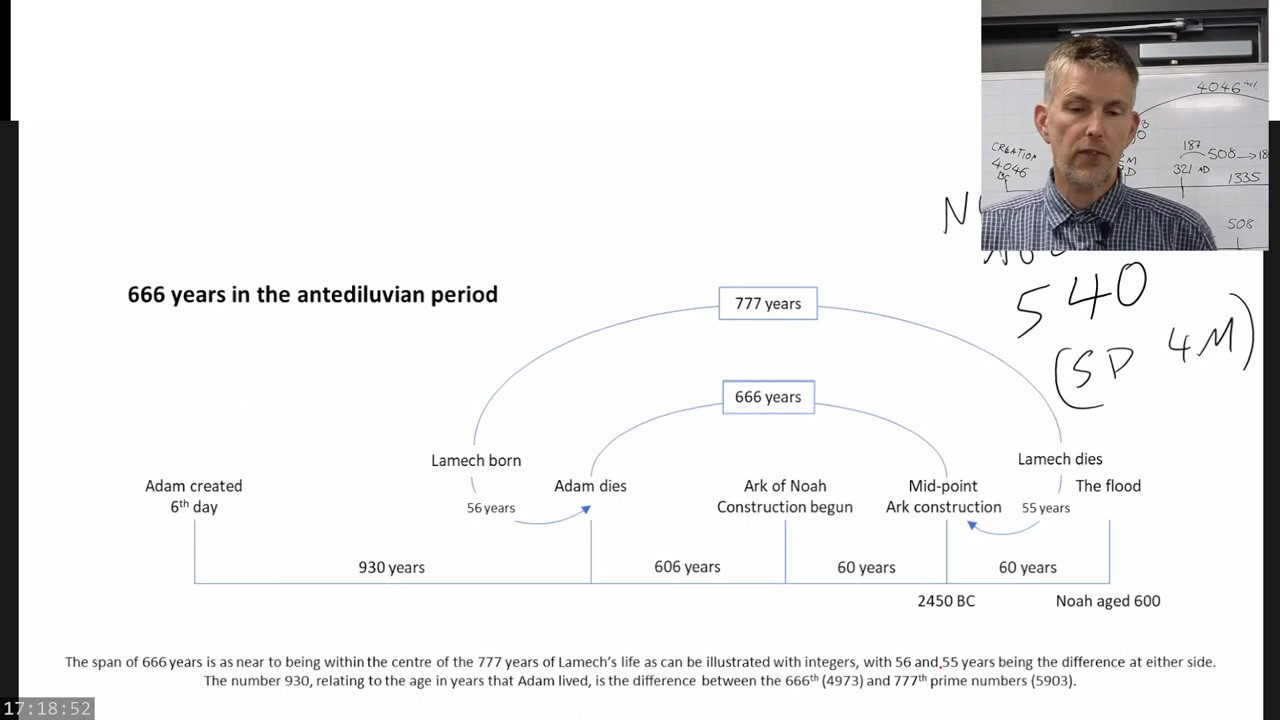 4046 incl
CREATION
4046
BC
187
508 → 18
321 AD
1335
508
N
540
(SP 4M)
666 years in the antediluvian period
777 years
666 years
Lamech born
Lamech dies
Adam created
6th day
56 years
Adam dies
Ark of Noah
Construction begun
Mid-point
Ark construction
55 years
The flood
930 years
606 years
60 years
60 years
2450 BC
Noah aged 600
The span of 666 years is as near to being within the centre of the 777 years of Lamech's life as can be illustrated with integers, with 56 and 55 years being the difference at either side.
The number 930, relating to the age in years that Adam lived, is the difference between the 666th (4973) and 777th prime numbers (5903).
17:18:52